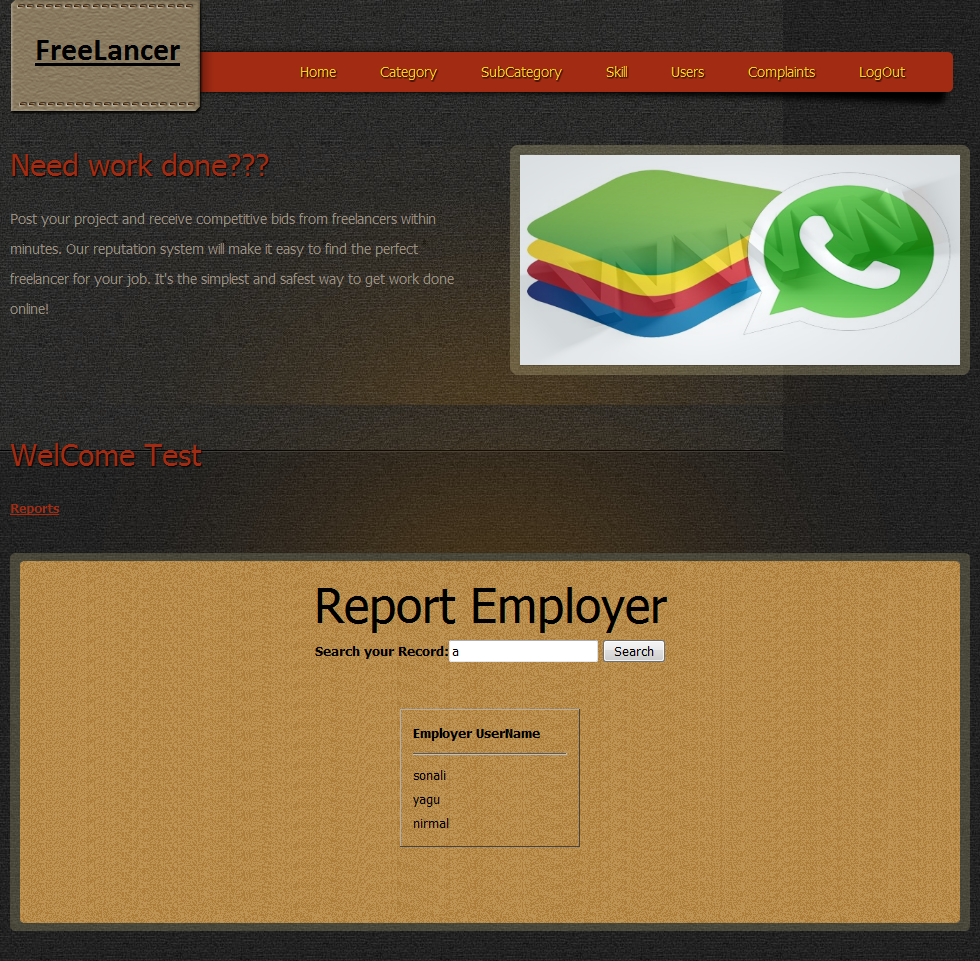 FreeLancer
Home Category SubCategory Skill Users Complaints LogOut
Need work done???
Post your project and receive competitive bids from freelancers within
minutes. Our reputation system will make it easy to find the perfect
freelancer for your job. It's the simplest and safest way to get work done
online!
WelCome Test
Reports
Report Employer
Search your Record: a Search
Employer UserName
sonali
yagu
nirmal